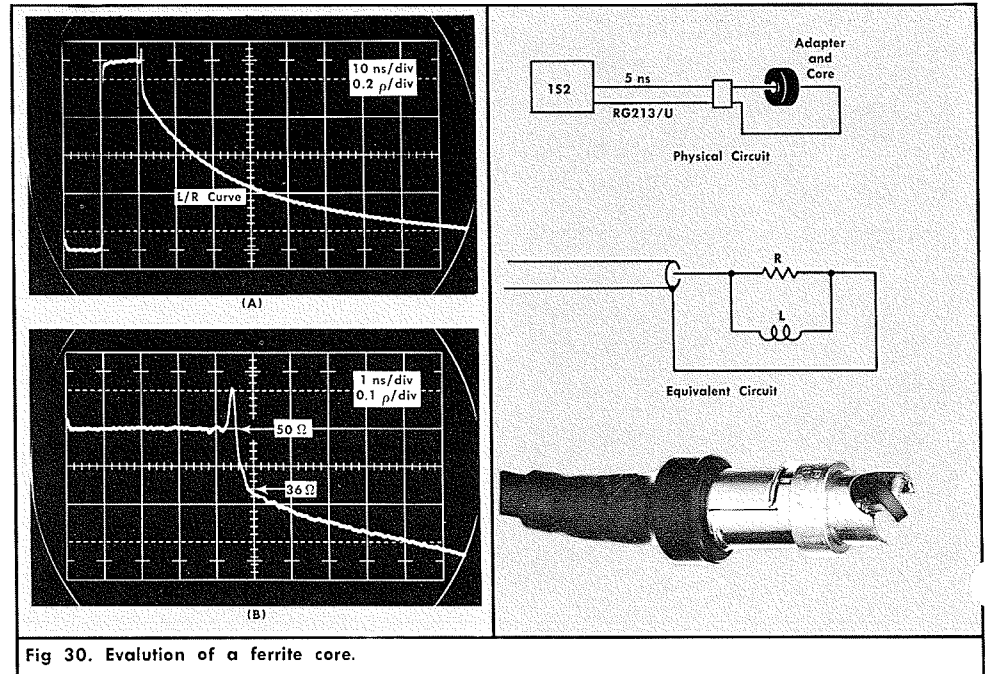 10 ns/div
0.2 ρ/div
L/R Curve
(A)
1 ns/div
0.1 ρ/div
50 Ω
36 Ω
(B)
Adapter
and
Core
1S2
5 ns
RG213/U
Physical Circuit
R
L
Equivalent Circuit
Fig 30. Evalution of a ferrite core.